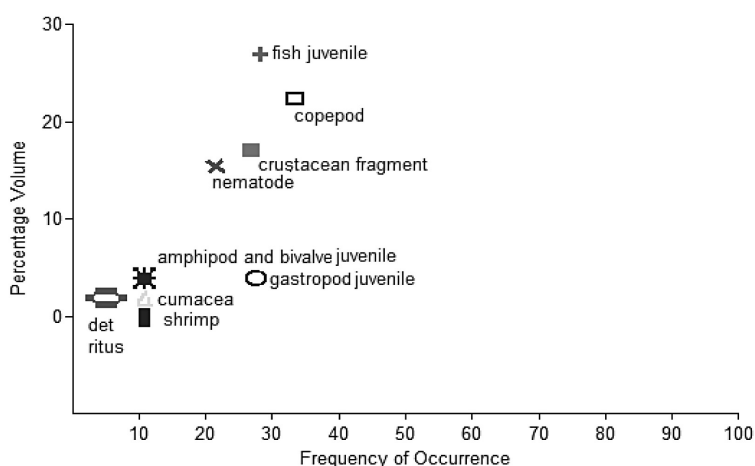 30
20
10
0
Percentage Volume
fish juvenile
copepod
crustacean fragment
nematode
amphipod and bivalve juvenile
gastropod juvenile
cumacea
shrimp
det
ritus
10 20 30 40 50 60 70 80 90 100
Frequency of Occurrence